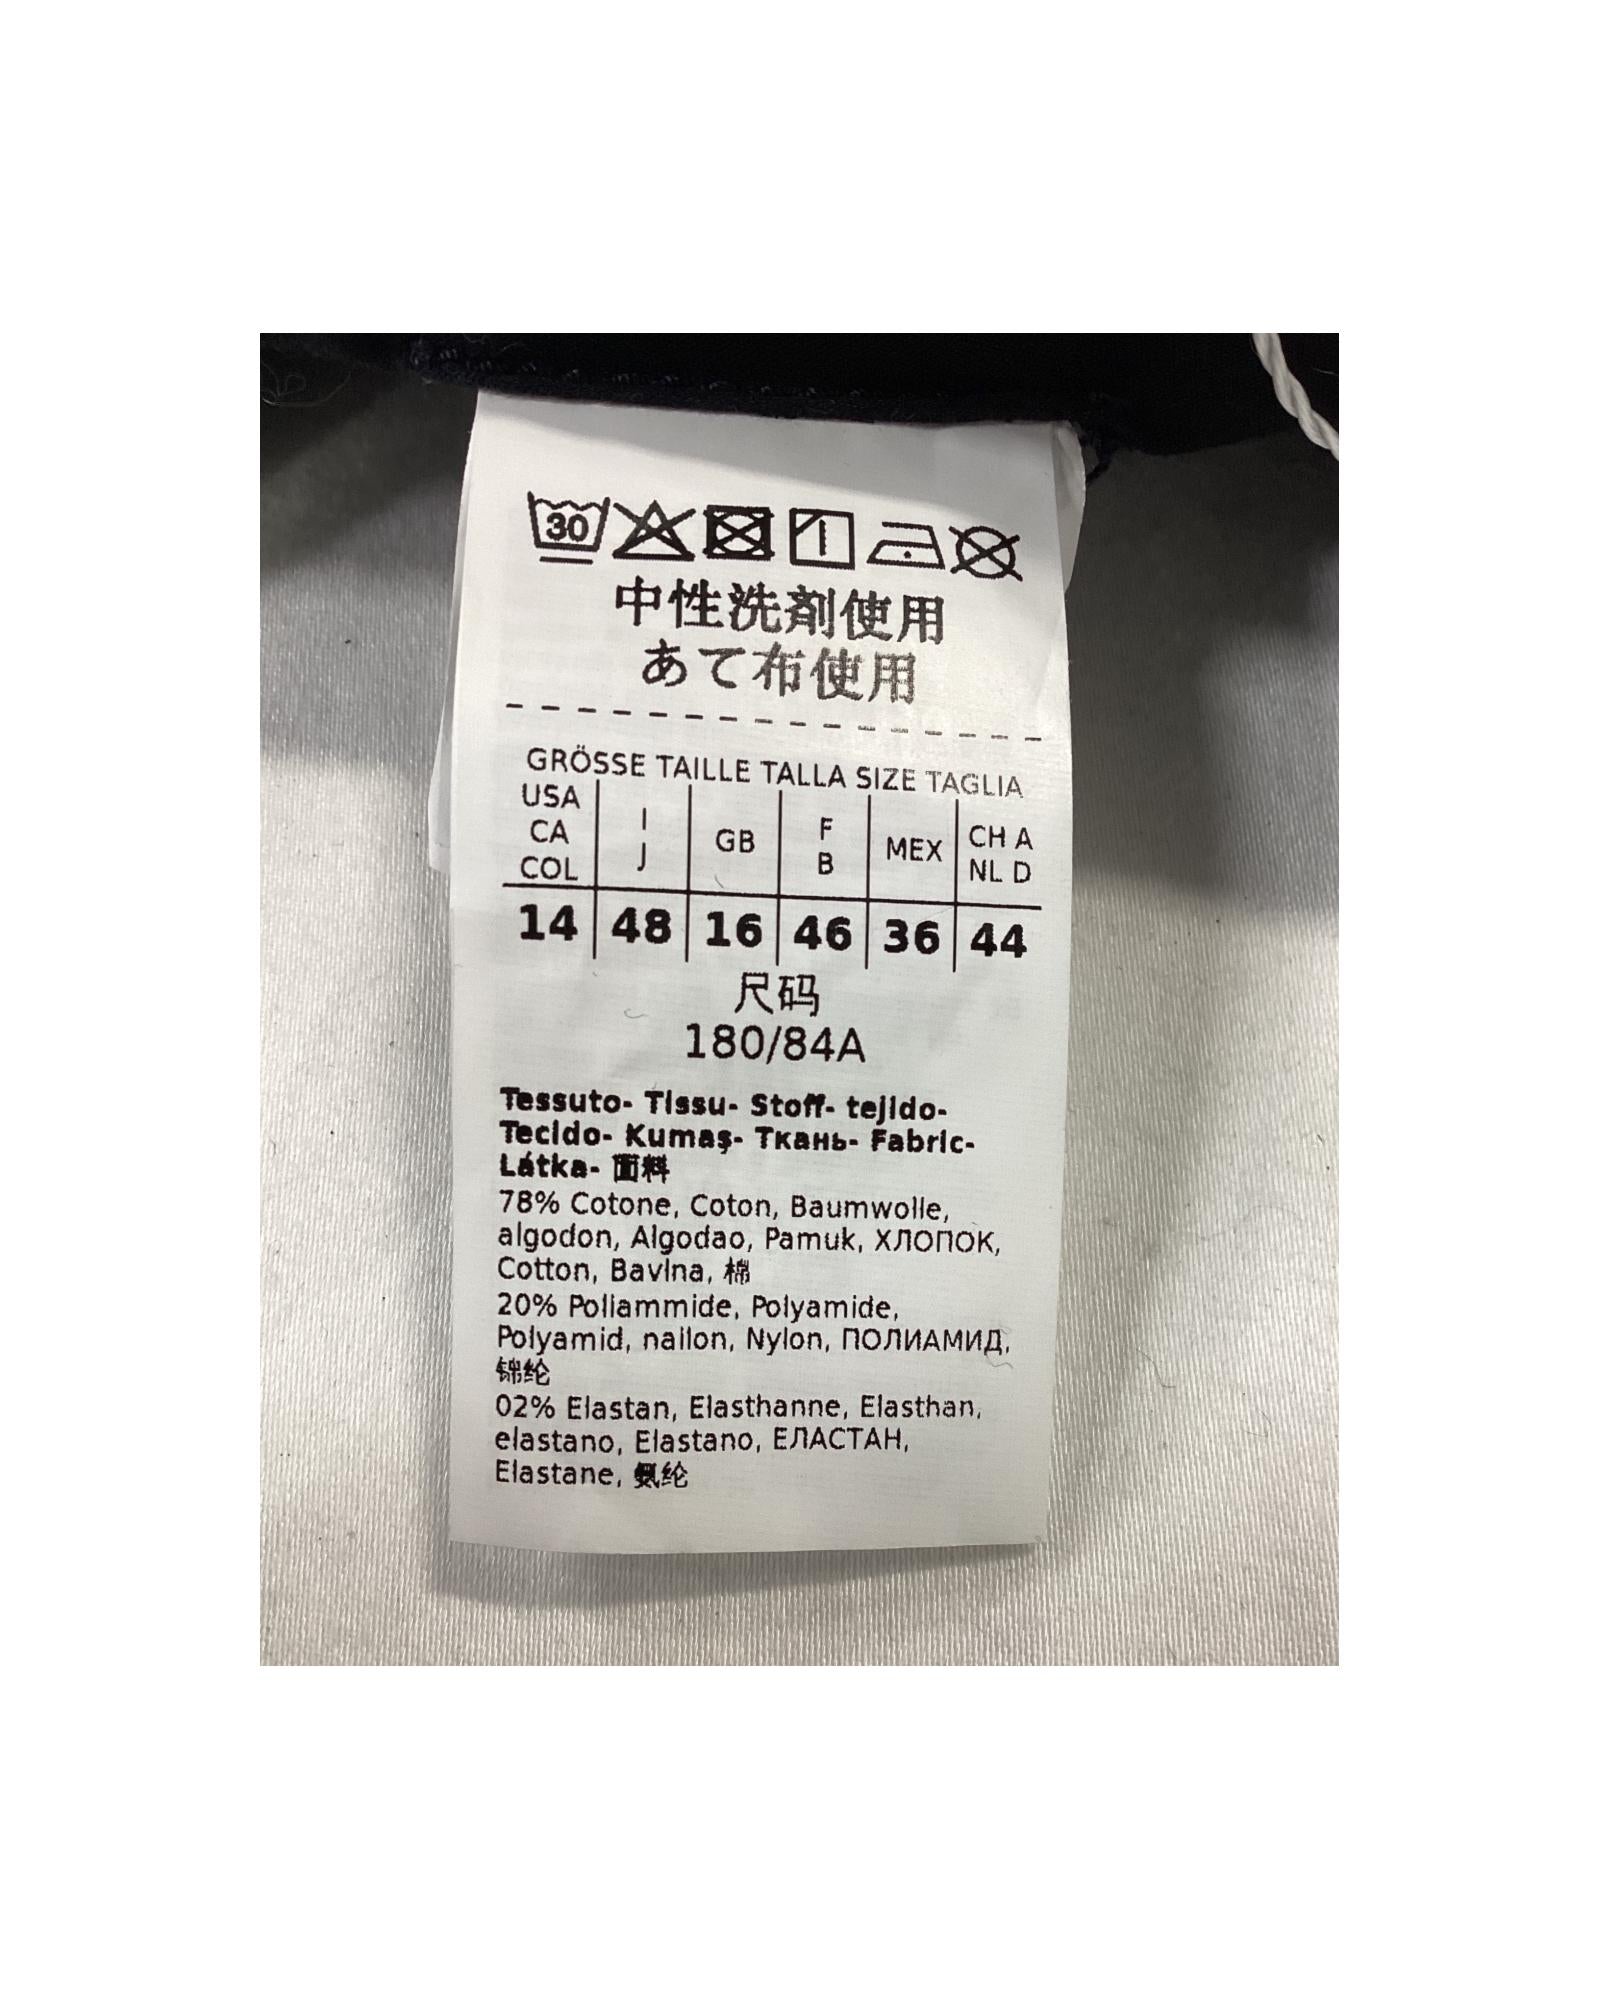 30
中性洗剤使用
あて布使用
GRÖSSE TAILLE TALLA SIZE TAGLIA
USA CA COL I J GB F B MEX CH A NL D
14 48 16 46 36 44
尺码
180/84A
Tessuto- Tissu- Stoff- tejido-
Tecido- Kumaş- Ткань- Fabric-
Látka- 面料
78% Cotone, Coton, Baumwolle,
algodon, Algodao, Pamuk, ХЛОПОК,
Cotton, Bavlna, 棉
20% Poliammide, Polyamide,
Polyamid, nailon, Nylon, ПОЛИАМИД,
锦纶
02% Elastan, Elasthanne, Elasthan,
elastano, Elastano, ЕЛАСТАН,
Elastane, 氨纶